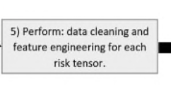 5) Perform: data cleaning and
feature engineering for each
risk tensor.